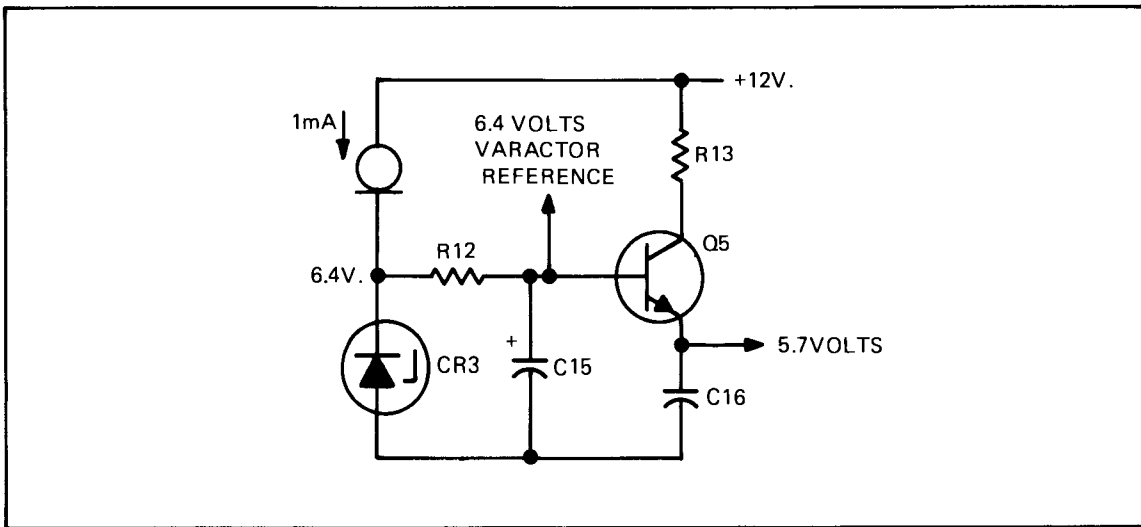 +12V.
1mA
6.4 VOLTS
VARACTOR
REFERENCE
R13
Q5
R12
6.4V.
+
CR3
C15
5.7VOLTS
C16